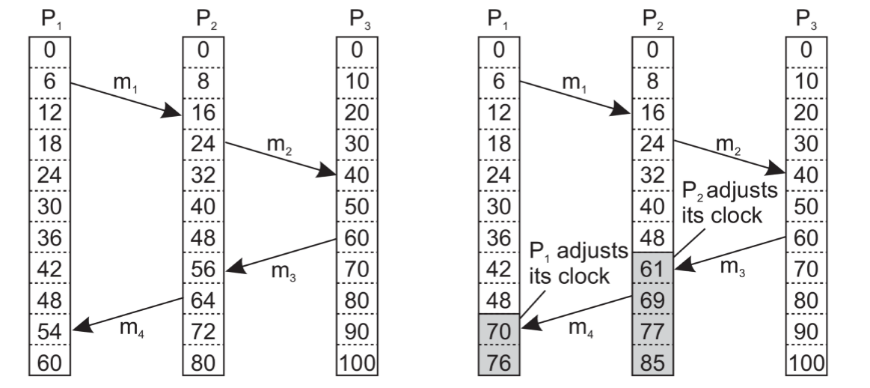 P1 P2 P3 P1 P2 P3
0 0 0 0 0 0
6 m1 8 10 6 m1 8 10
12 16 20 12 16 20
18 24 m2 30 18 24 m2 30
24 32 40 24 32 40
30 40 50 30 40 P2 adjusts 50
its clock
36 48 60 36 48 60
42 56 m3 70 42 P1 adjusts 61 m3 70
its clock
48 64 80 48 69 80
54 m4 72 90 70 m4 77 90
60 80 100 76 85 100